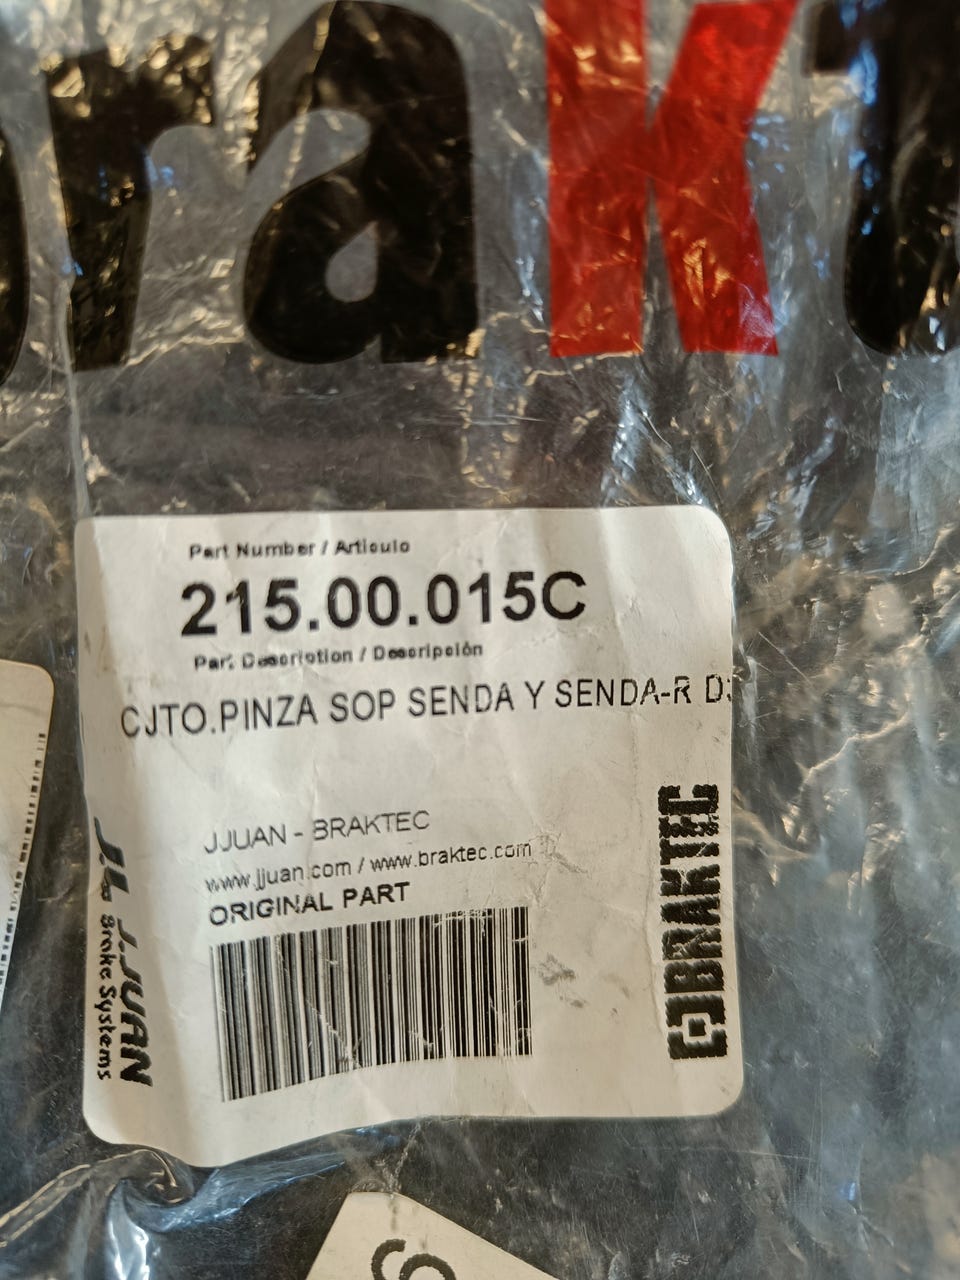 brakt
Part Number / Articulo
215.00.015C
Part Description / Descripción
CJTO.PINZA SOP SENDA Y SENDA-R
JJUAN - BRAKTEC
www.jjuan.com / www.braktec.com
ORIGINAL PART
J.JUAN
Brake Systems
BRAKTEC